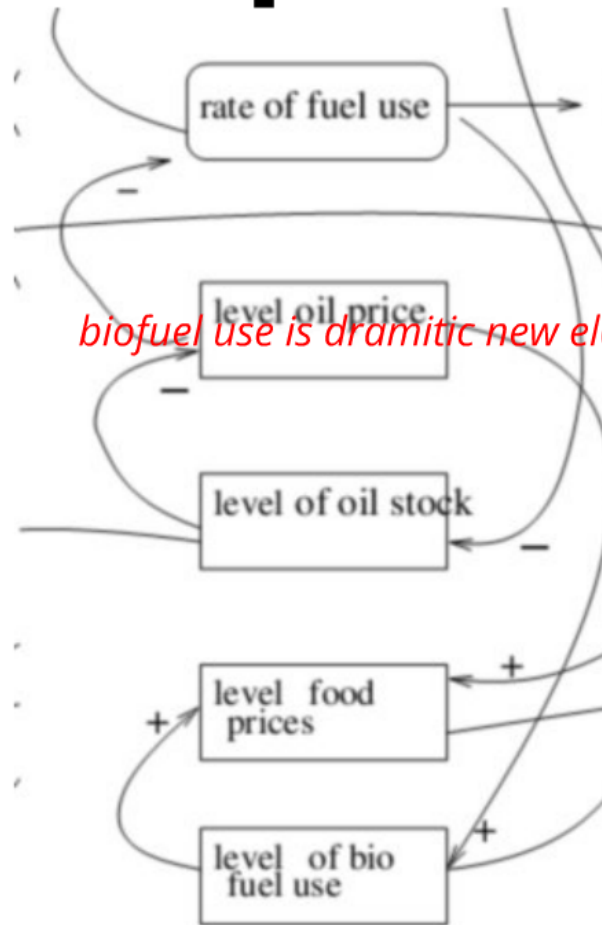 rate of fuel use
−
level oil price
biofuel use is dramitic new
−
level of oil stock
−
+
level food
prices
+
+
level of bio
fuel use